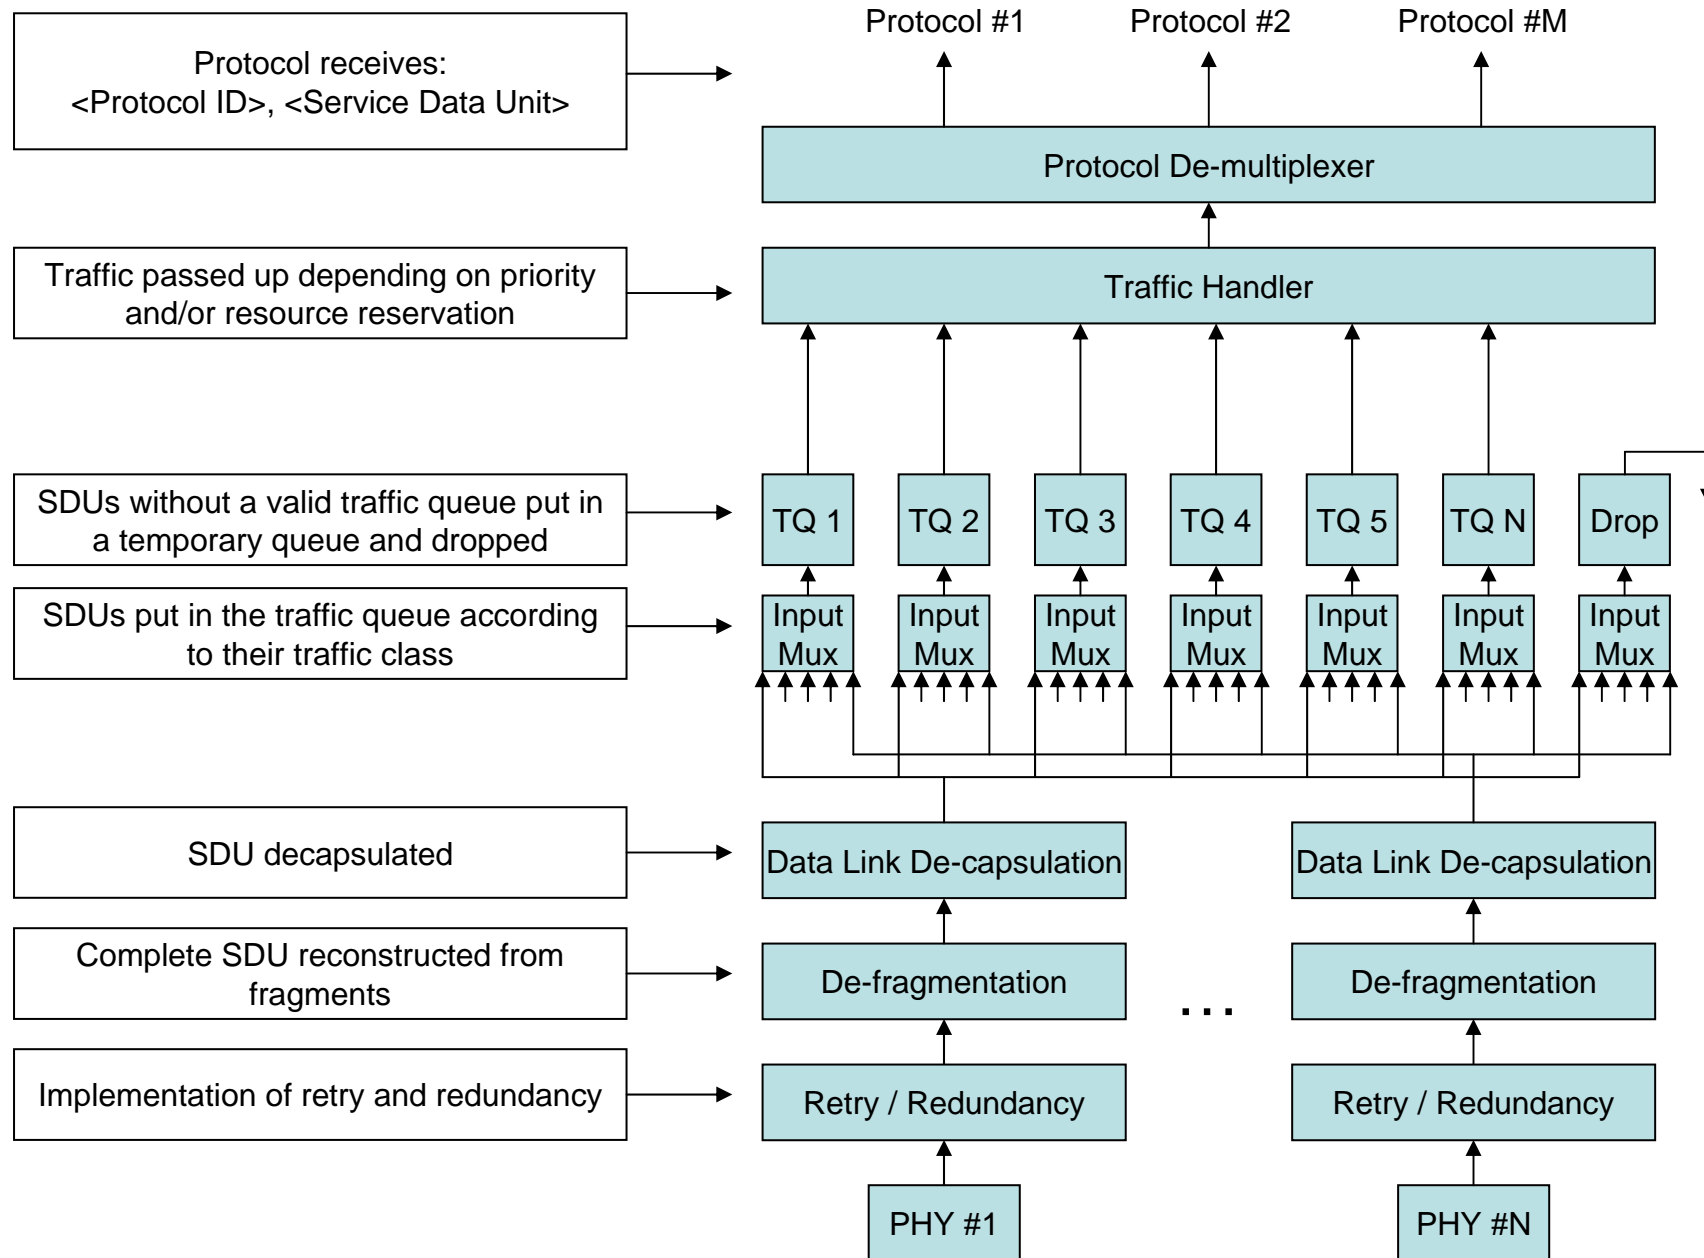 Protocol #1
Protocol #2
Protocol #M
Protocol receives:
<Protocol ID>, <Service Data Unit>
Protocol De-multiplexer
Traffic passed up depending on priority
and/or resource reservation
Traffic Handler
SDUs without a valid traffic queue put in
a temporary queue and dropped
TQ 1
TQ 2
TQ 3
TQ 4
TQ 5
TQ N
Drop
SDUs put in the traffic queue according
to their traffic class
Input
Mux
Input
Mux
Input
Mux
Input
Mux
Input
Mux
Input
Mux
Input
Mux
SDU decapsulated
Data Link De-capsulation
Data Link De-capsulation
Complete SDU reconstructed from
fragments
De-fragmentation
...
De-fragmentation
Implementation of retry and redundancy
Retry / Redundancy
Retry / Redundancy
PHY #1
PHY #N